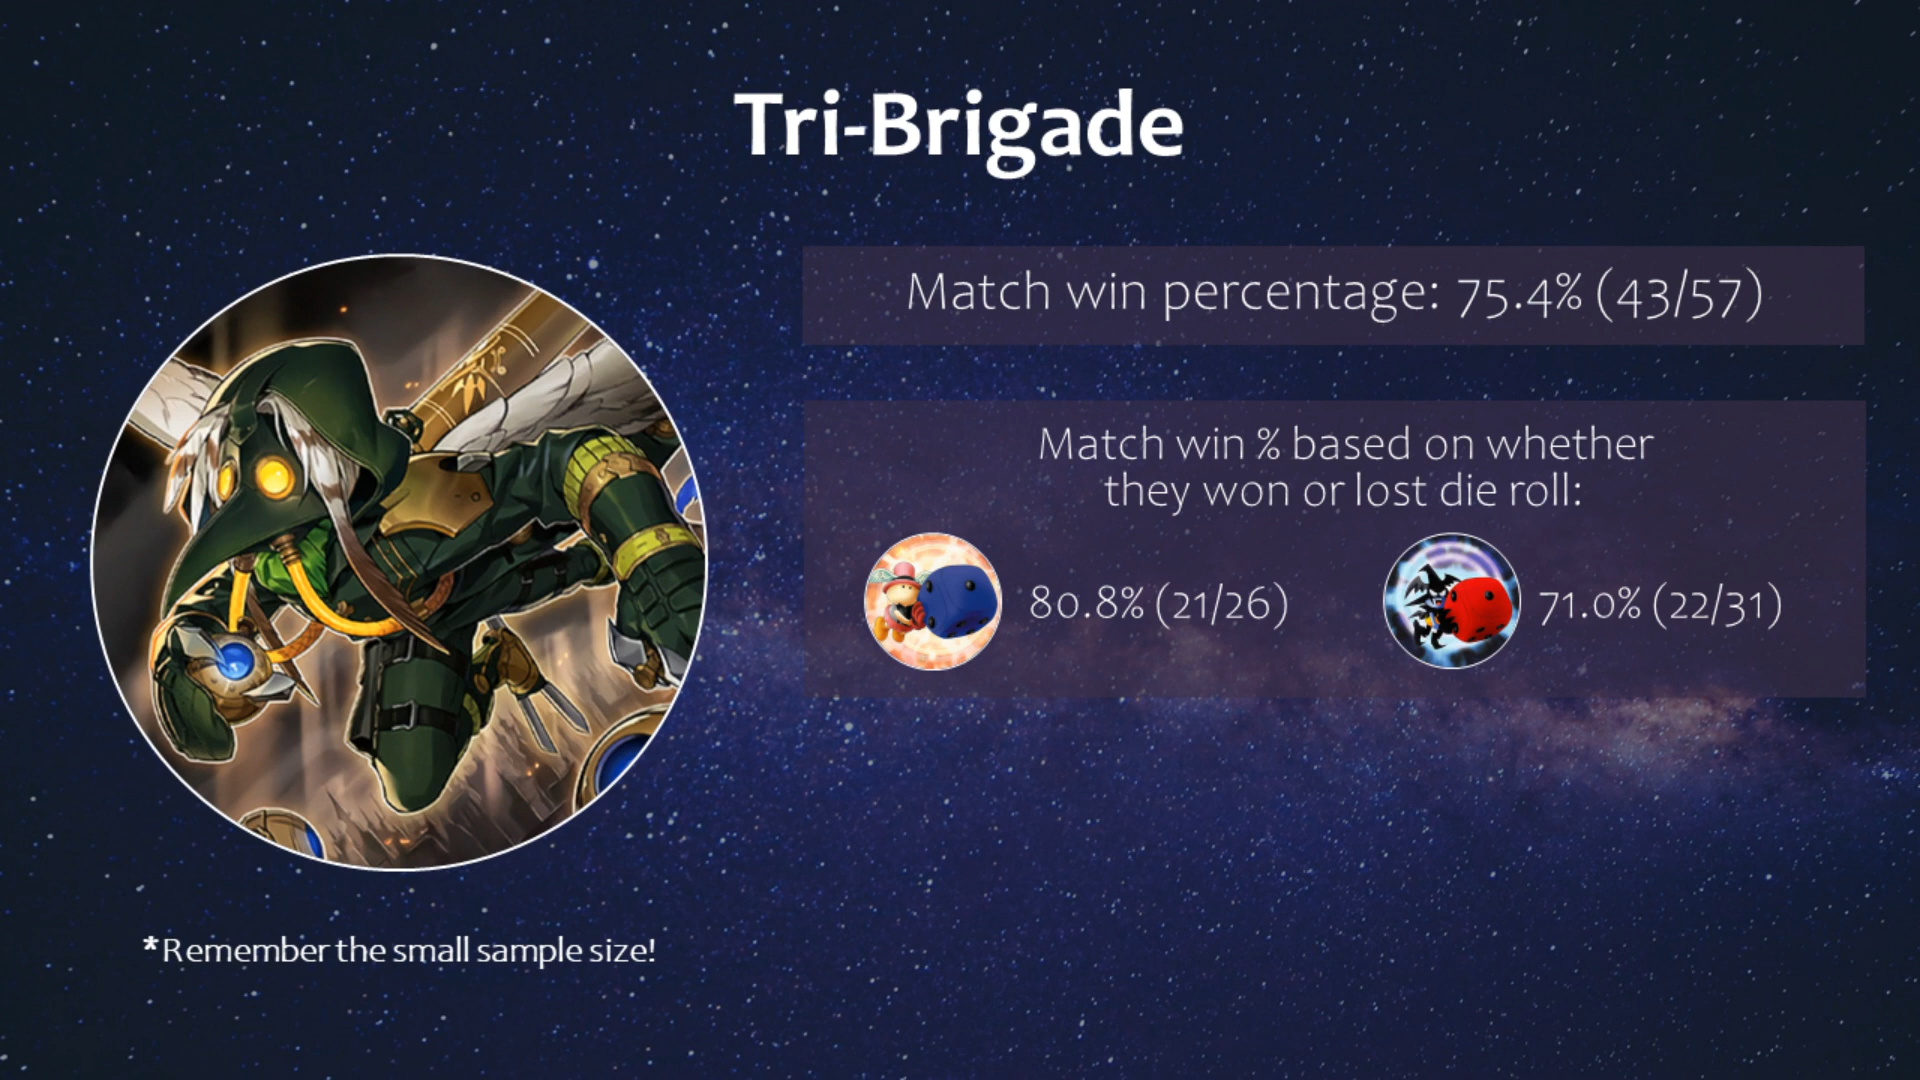 Tri-Brigade
Match win percentage: 75.4% (43/57)
Match win % based on whether
they won or lost die roll:
80.8% (21/26)
71.0% (22/31)
*Remember the small sample size!